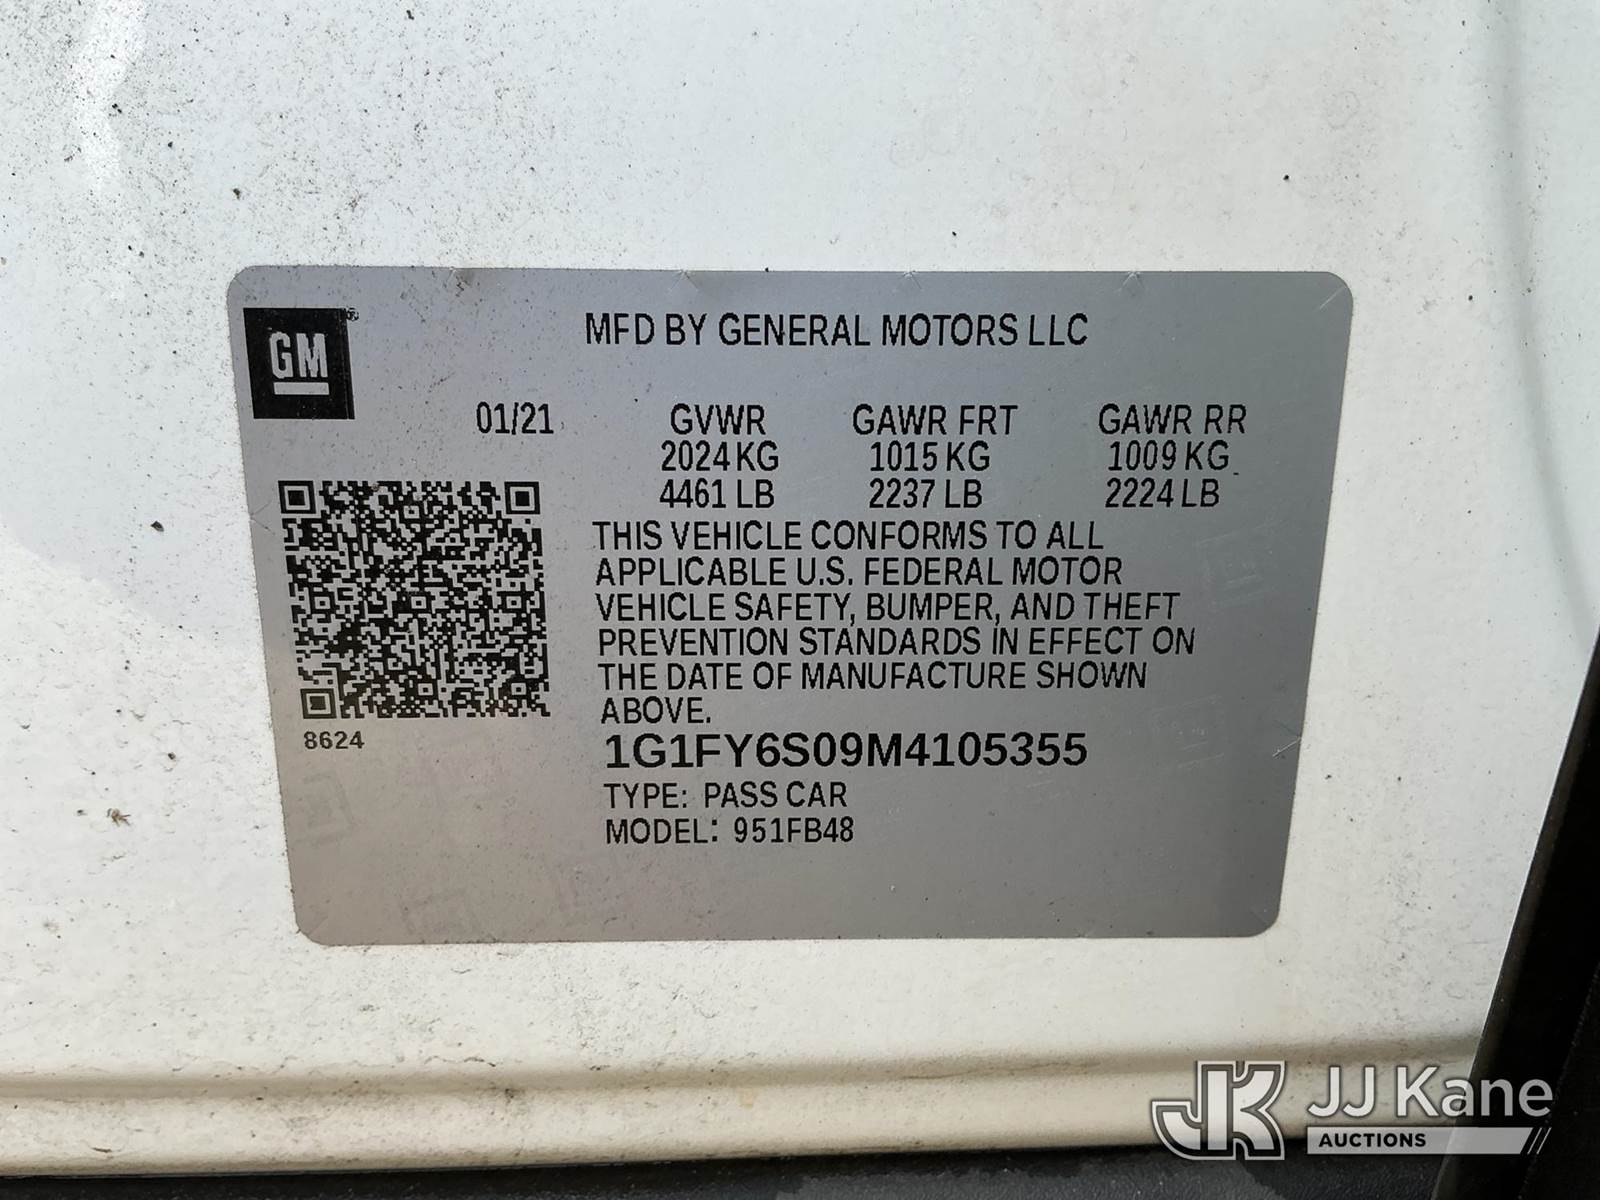 MFD BY GENERAL MOTORS LLC
GM®
01/21 GVWR GAWR FRT GAWR RR
2024 KG 1015 KG 1009 KG
4461 LB 2237 LB 2224 LB
THIS VEHICLE CONFORMS TO ALL
APPLICABLE U.S. FEDERAL MOTOR
VEHICLE SAFETY, BUMPER, AND THEFT
PREVENTION STANDARDS IN EFFECT ON
THE DATE OF MANUFACTURE SHOWN
ABOVE.
8624
1G1FY6S09M4105355
TYPE: PASS CAR
MODEL: 951FB48
JK JJ Kane
AUCTIONS